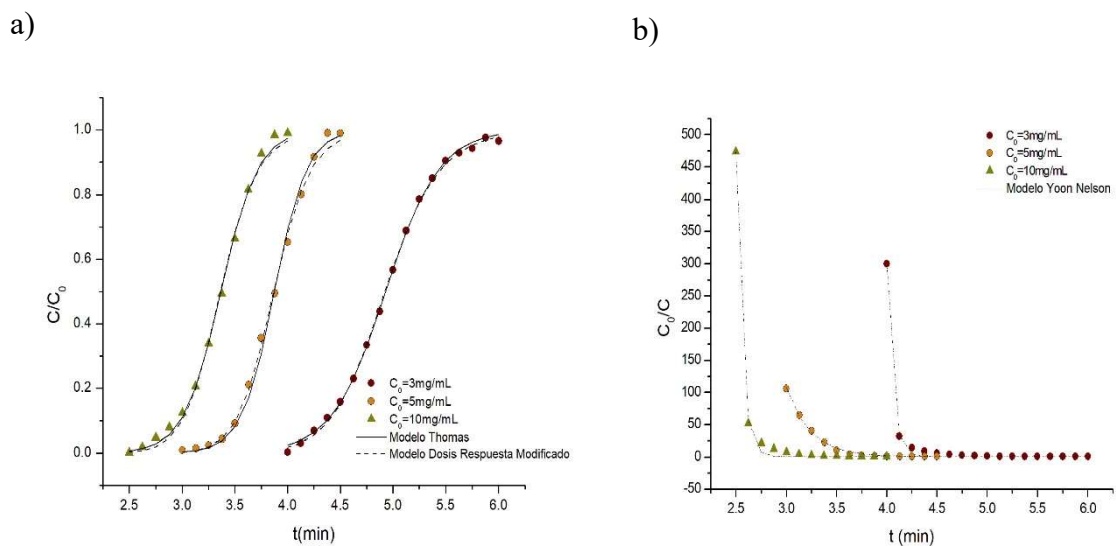 a)
b)
1.0
0.8
0.6
0.4
0.2
0.0
C/C₀
C₀=3mg/mL
C₀=5mg/mL
C₀=10mg/mL
Modelo Thomas
Modelo Dosis Respuesta Modificado
2.5 3.0 3.5 4.0 4.5 5.0 5.5 6.0
t(min)
500
450
400
350
300
250
200
150
100
50
0
-50
C₀/C
C₀=3mg/mL
C₀=5mg/mL
C₀=10mg/mL
Modelo Yoon Nelson
2.5 3.0 3.5 4.0 4.5 5.0 5.5 6.0
t (min)